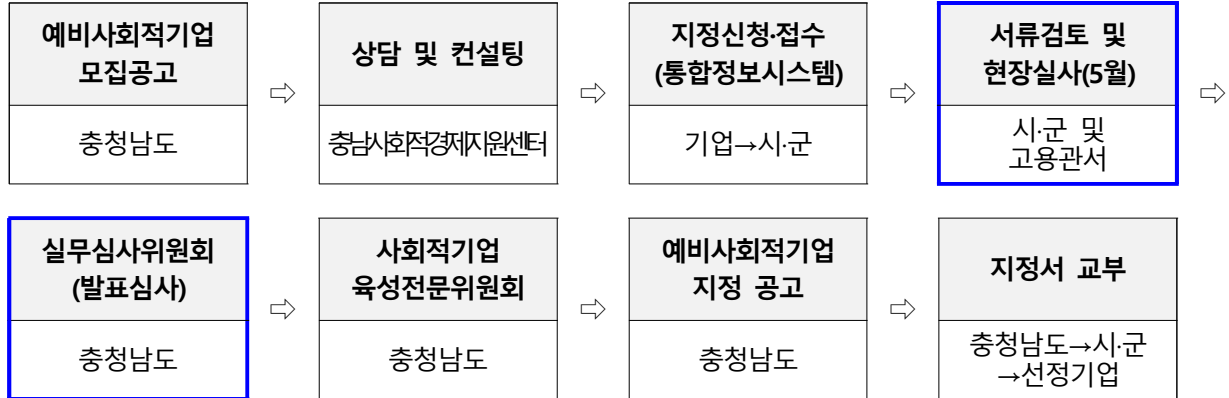 예비사회적기업
모집공고
⇨
상담 및 컨설팅
⇨
지정신청·접수
(통합정보시스템)
⇨
서류검토 및
현장실사(5월)
⇨
충청남도
충남사회적경제지원센터
기업→시·군
시·군 및
고용관서
실무심사위원회
(발표심사)
⇨
사회적기업
육성전문위원회
⇨
예비사회적기업
지정 공고
⇨
지정서 교부
충청남도
충청남도
충청남도
충청남도→시·군
→선정기업